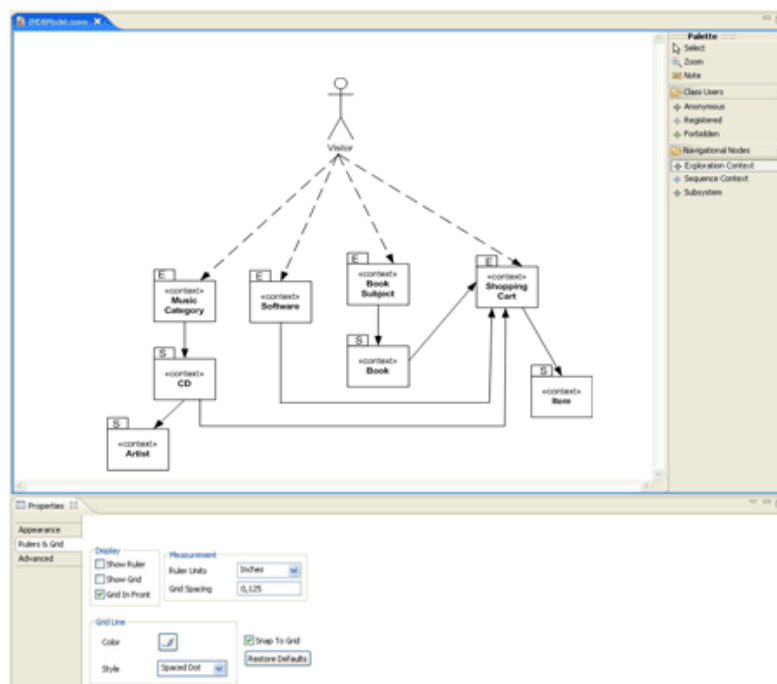 Palette
Select
Zoom
Note
Class Users
Anonymous
Registered
Forbidden
Navigational Nodes
Exploration Context
Sequence Context
Subsystem
Visitor
E
«context»
Music
Category
E
«context»
Software
E
«context»
Book
Subject
E
«context»
Shopping
Cart
S
«context»
CD
S
«context»
Book
S
«context»
Item
S
«context»
Artist
Properties
Appearance
Rulers & Grid
Advanced
Display
Show Ruler
Show Grid
Grid In Front
Measurement
Ruler Units
Inches
Grid Spacing
0,125
Grid Line
Color
Style
Spaced Dot
Snap To Grid
Restore Defaults